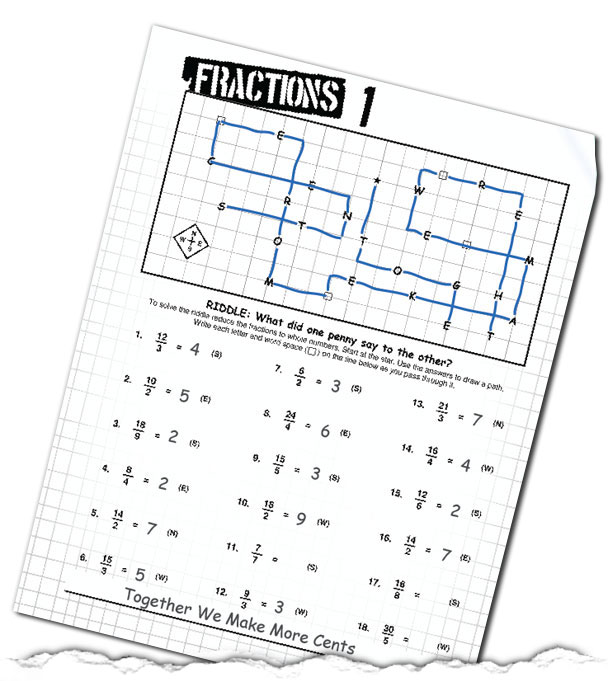 FRACTIONS 1
E
G E
S T R N
O
M
★
W R
E
E M
T
O G H
E K A
E T
N
W E
S
RIDDLE: What did one penny say to the other?
To solve the riddle reduce the fractions to whole numbers. Start at the star. Use the answers to draw a path.
Write each letter and word space (□) on the line below as you pass through it.
1. 12/3 = 4 (S)
2. 10/2 = 5 (E)
3. 18/9 = 2 (S)
4. 8/4 = 2 (E)
5. 14/2 = 7 (N)
6. 15/3 = 5 (W)
7. 6/2 = 3 (S)
8. 24/4 = 6 (E)
9. 15/5 = 3 (S)
10. 18/2 = 9 (W)
11. 7/7 = (S)
12. 9/3 = 3 (W)
13. 21/3 = 7 (N)
14. 16/4 = 4 (W)
15. 12/6 = 2 (S)
16. 14/2 = 7 (E)
17. 16/8 = (S)
18. 30/5 = (W)
Together We Make More Cents